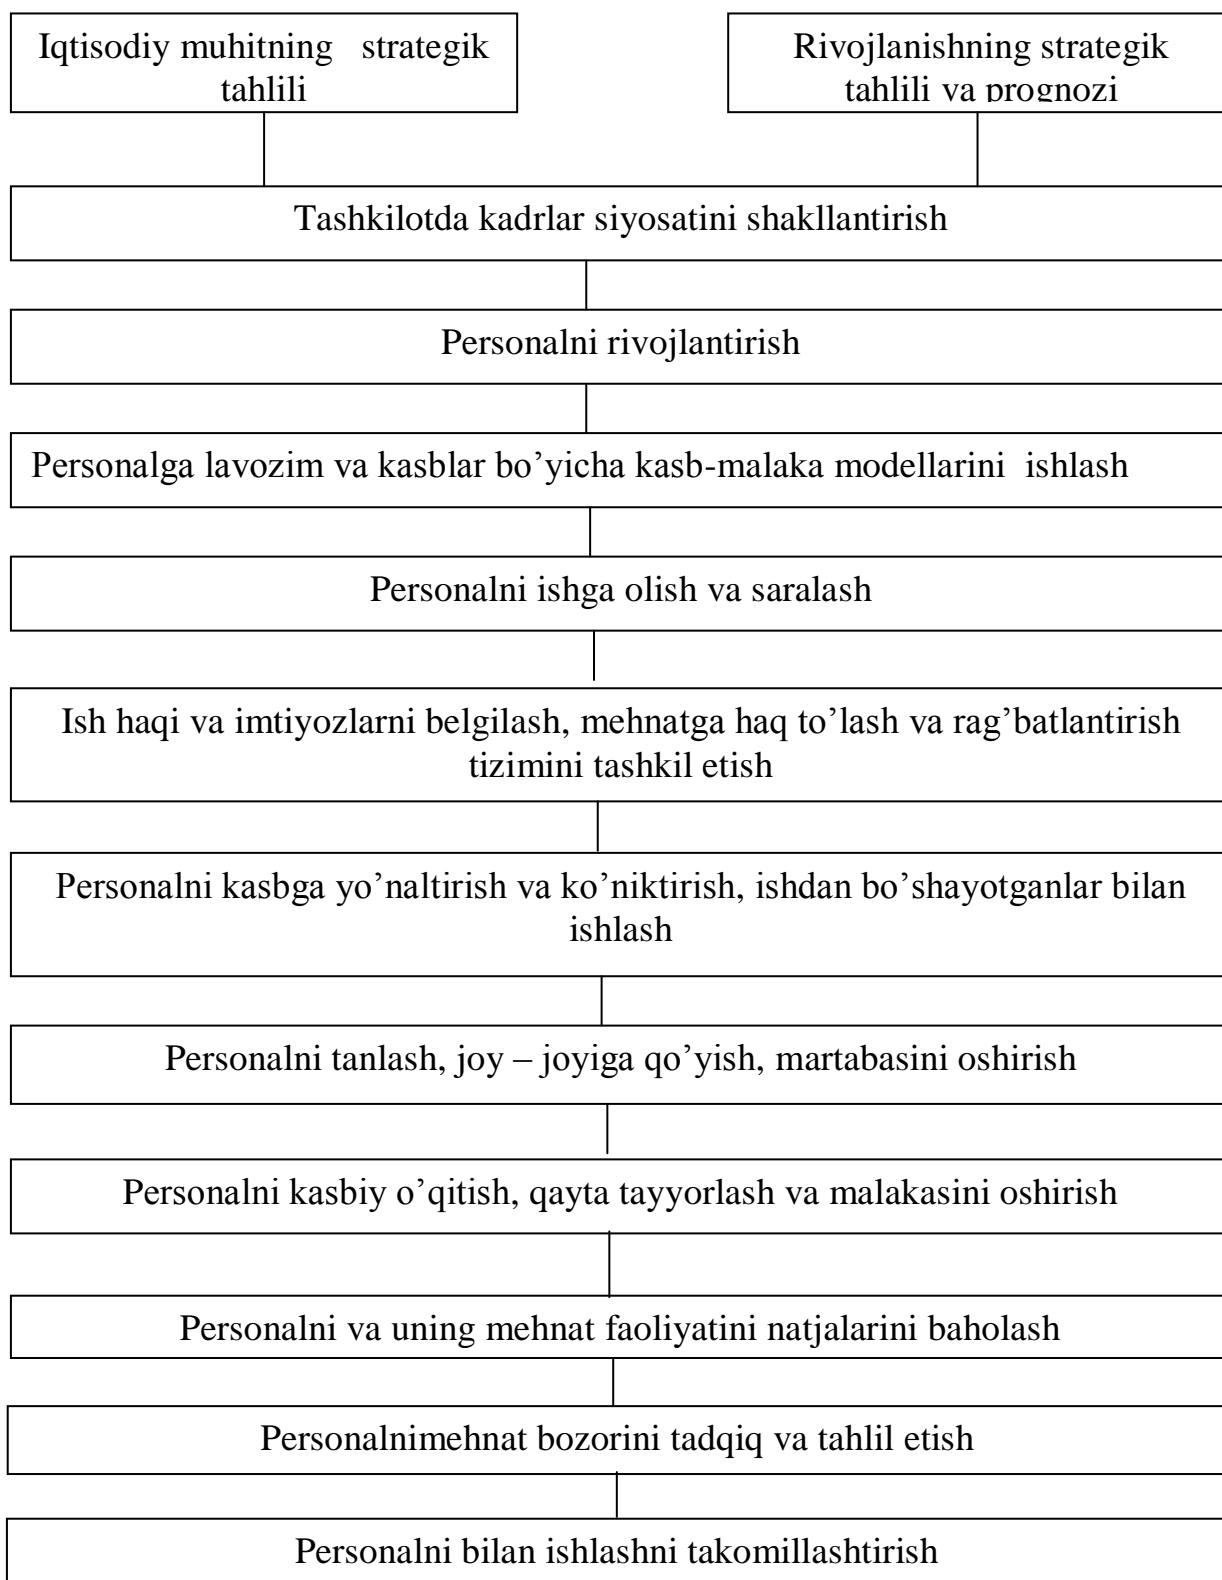 Iqtisodiy muhitning strategik
tahlili
Rivojlanishning strategik
tahlili va prognozi
Tashkilotda kadrlar siyosatini shakllantirish
Personalni rivojlantirish
Personalga lavozim va kasblar bo’yicha kasb-malaka modellarini ishlash
Personalni ishga olish va saralash
Ish haqi va imtiyozlarni belgilash, mehnatga haq to’lash va rag’batlantirish
tizimini tashkil etish
Personalni kasbga yo’naltirish va ko’niktirish, ishdan bo’shayotganlar bilan
ishlash
Personalni tanlash, joy – joyiga qo’yish, martabasini oshirish
Personalni kasbiy o’qitish, qayta tayyorlash va malakasini oshirish
Personalni va uning mehnat faoliyatini natjalarini baholash
Personalnimehnat bozorini tadqiq va tahlil etish
Personalni bilan ishlashni takomillashtirish